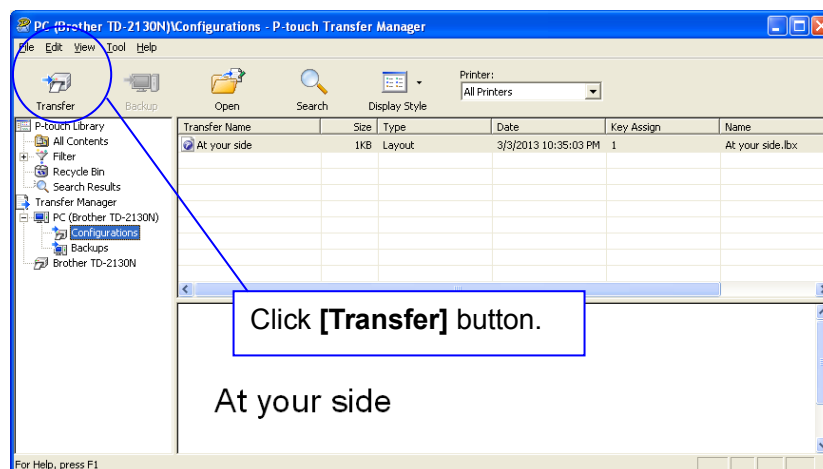 PC (Brother TD-2130N)\Configurations - P-touch Transfer Manager
File Edit View Tool Help
Transfer Backup Open Search Display Style Printer:
All Printers
P-touch Library
All Contents
Filter
Recycle Bin
Search Results
Transfer Manager
PC (Brother TD-2130N)
Configurations
Backups
Brother TD-2130N
Transfer Name Size Type Date Key Assign Name
At your side 1KB Layout 3/3/2013 10:35:03 PM 1 At your side.lbx
Click [Transfer] button.
At your side
For Help, press F1